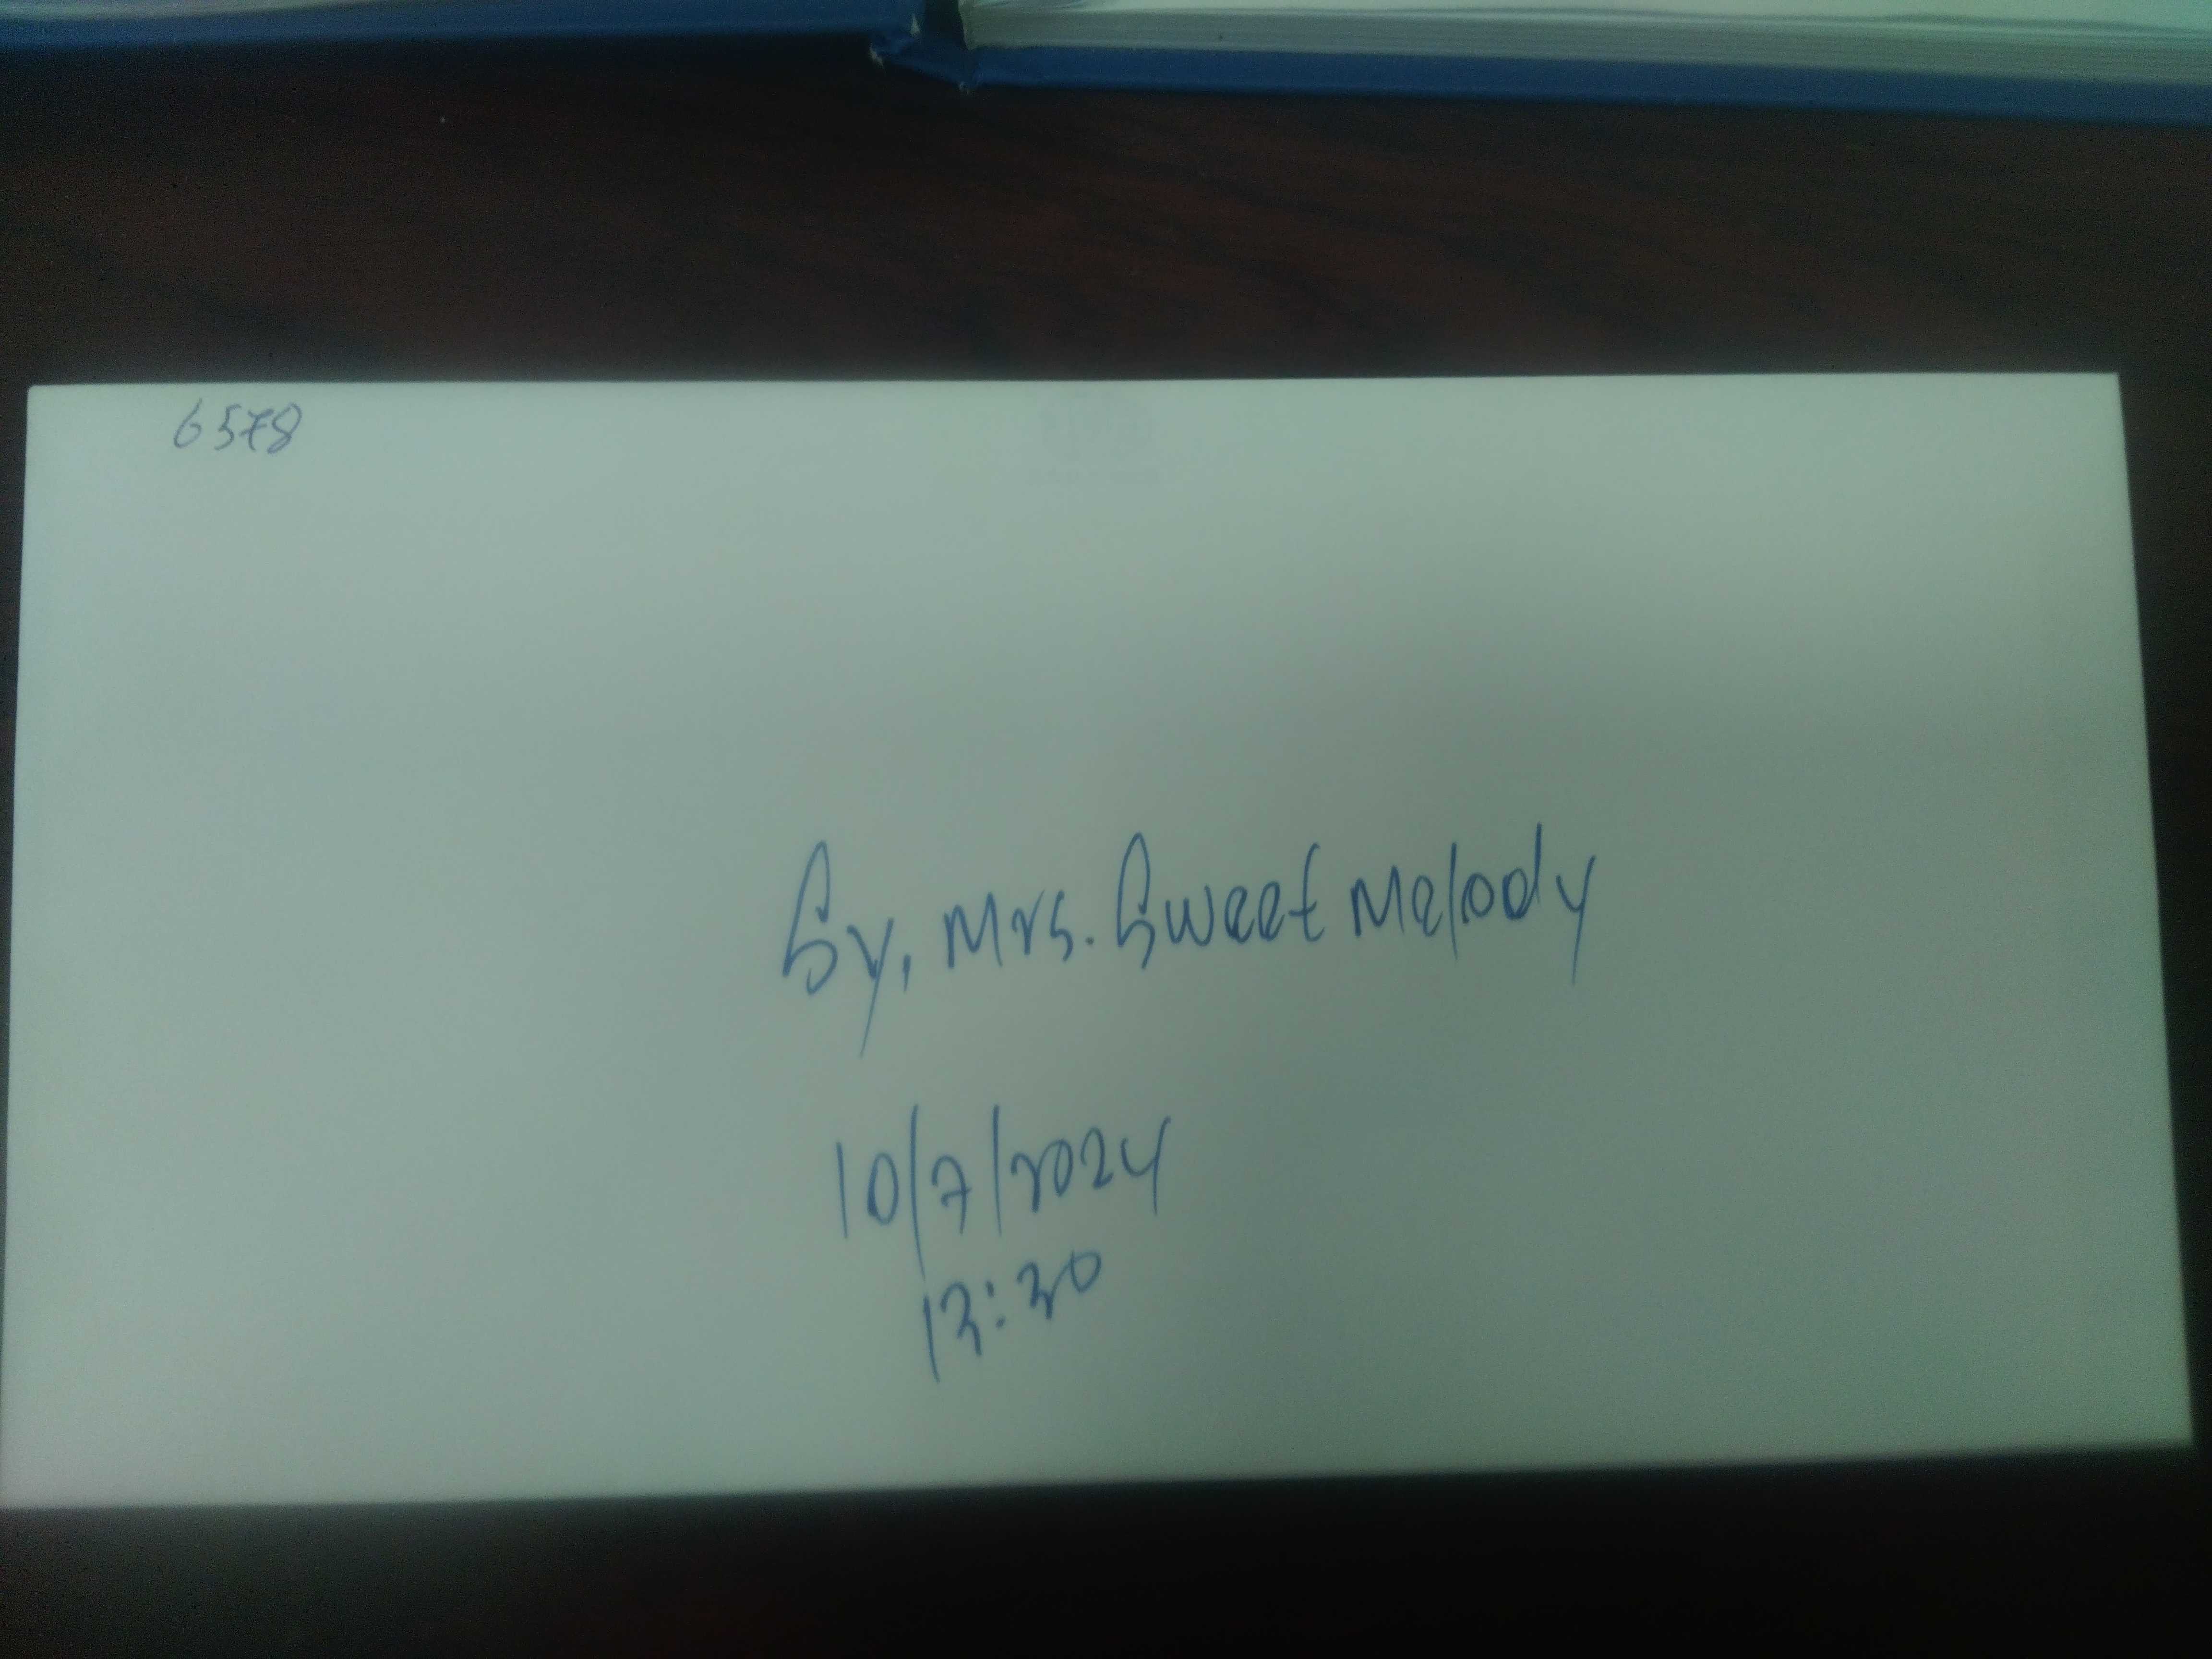 6578
Sy, Mrs. Sweet Melody
10/7/2024
13:30